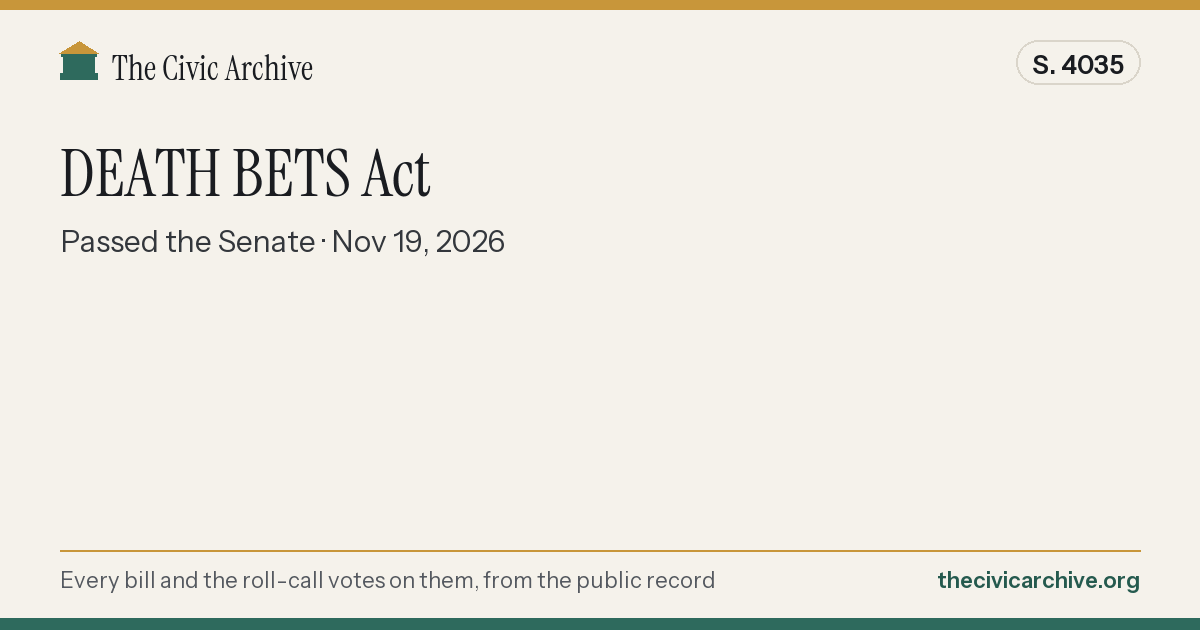 The Civic Archive
S. 4035
DEATH BETS Act
Passed the Senate · Nov 19, 2026
Every bill and the roll-call votes on them, from the public record
thecivicarchive.org